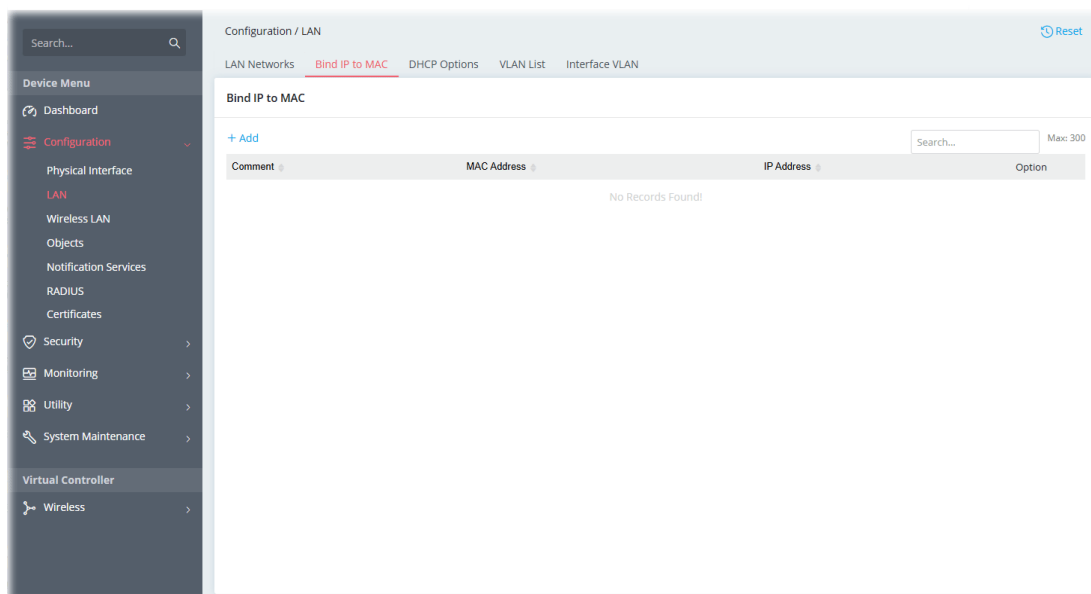 Search...
Device Menu
Dashboard
Configuration
Physical Interface
LAN
Wireless LAN
Objects
Notification Services
RADIUS
Certificates
Security
Monitoring
Utility
System Maintenance
Virtual Controller
Wireless
Configuration / LAN
Reset
LAN Networks Bind IP to MAC DHCP Options VLAN List Interface VLAN
Bind IP to MAC
+ Add
Search...
Max: 300
Comment MAC Address IP Address Option
No Records Found!